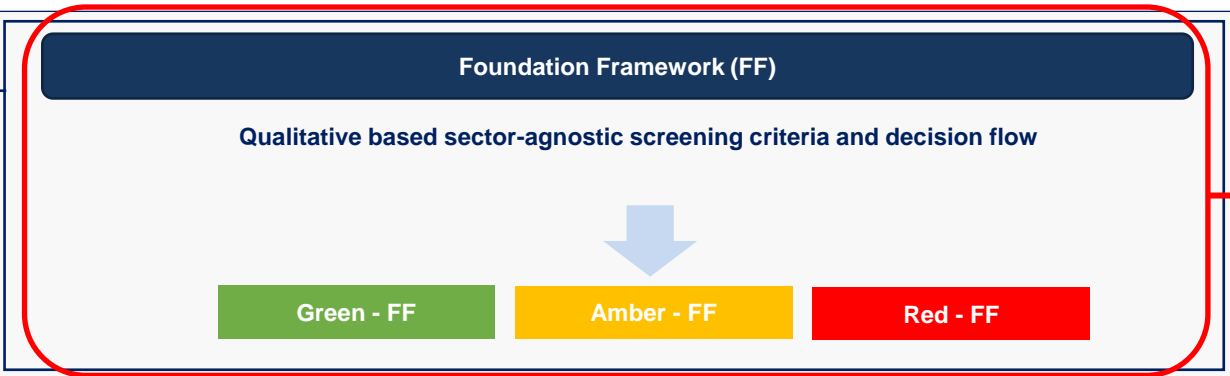 Foundation Framework (FF)
Qualitative based sector-agnostic screening criteria and decision flow
Green - FF
Amber - FF
Red - FF